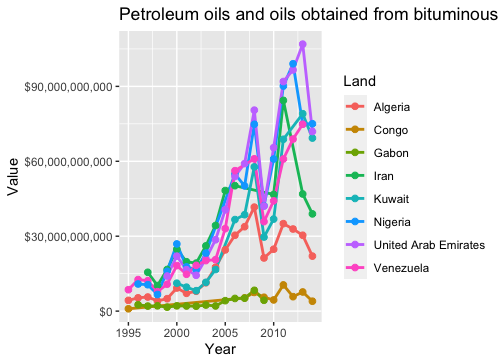 Petroleum oils and oils obtained from bituminous
$90,000,000,000
$60,000,000,000
$30,000,000,000
$0
Value
1995 2000 2005 2010
Year
Land
Algeria
Congo
Gabon
Iran
Kuwait
Nigeria
United Arab Emirates
Venezuela